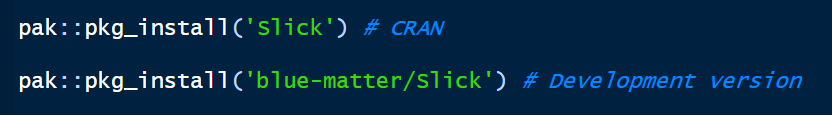 pak::pkg_install('Slick') # CRAN
pak::pkg_install('blue-matter/Slick') # Development version